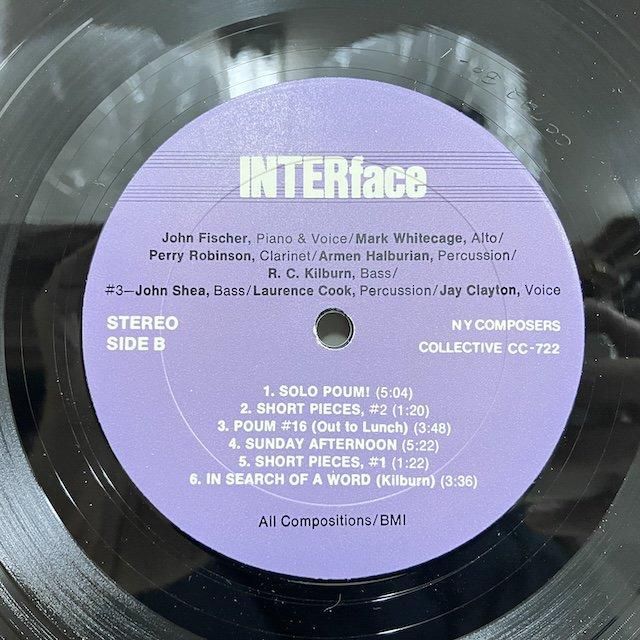 INTERface
John Fischer, Piano & Voice/Mark Whitecage, Alto/
Perry Robinson, Clarinet/Armen Halburian, Percussion/
R. C. Kilburn, Bass/
#3—John Shea, Bass/Laurence Cook, Percussion/Jay Clayton, Voice
STEREO
SIDE B
N Y COMPOSERS
COLLECTIVE CC-722
1. SOLO POUM! (5:04)
2. SHORT PIECES, #2 (1:20)
3. POUM #16 (Out to Lunch) (3:48)
4. SUNDAY AFTERNOON (5:22)
5. SHORT PIECES, #1 (1:22)
6. IN SEARCH OF A WORD (Kilburn) (3:36)
All Compositions/BMI